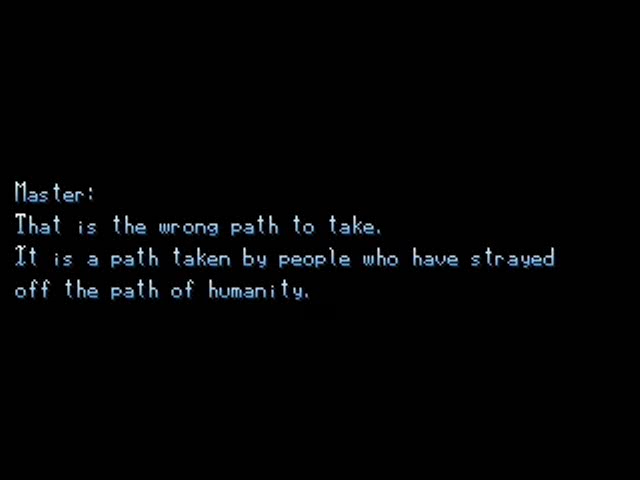 Master:
That is the wrong path to take.
It is a path taken by people who have strayed
off the path of humanity.